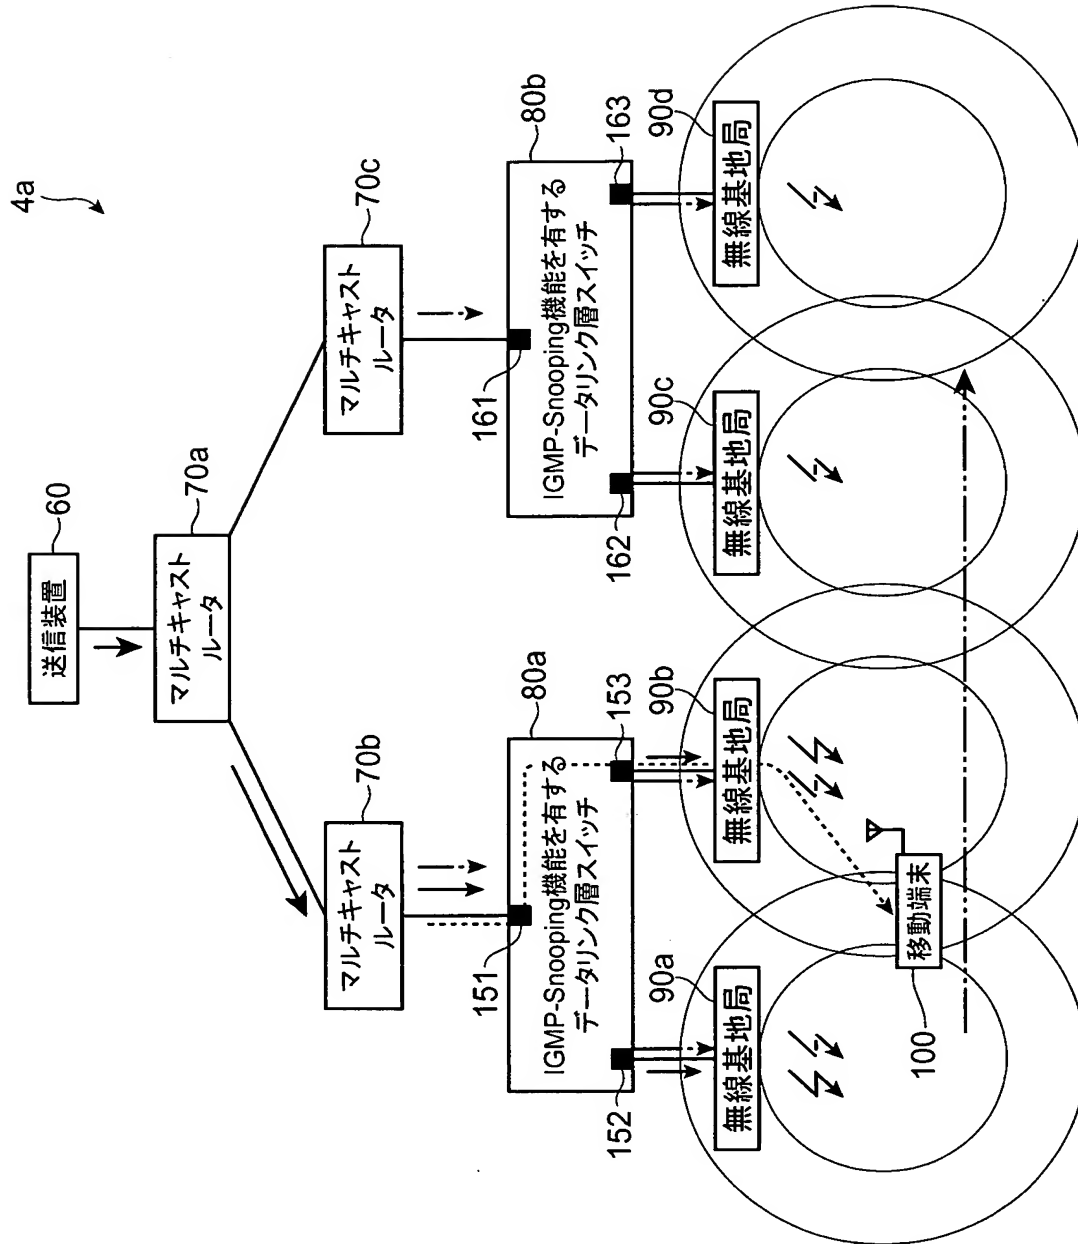 4a
送信装置
60
マルチキャスト
ルータ
70a
マルチキャスト
ルータ
70b
マルチキャスト
ルータ
70c
151
IGMP-Snooping機能を有する
データリンク層スイッチ
80a
152
153
161
IGMP-Snooping機能を有する
データリンク層スイッチ
80b
162
163
無線基地局
90a
無線基地局
90b
無線基地局
90c
無線基地局
90d
移動端末
100